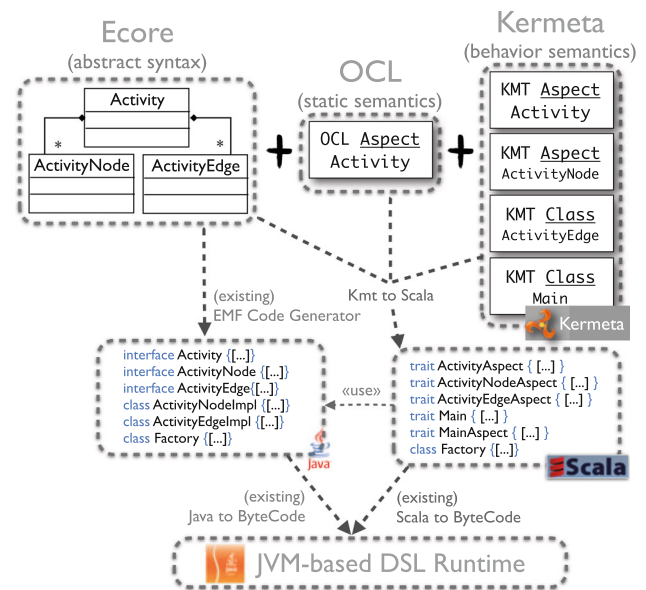 Ecore
(abstract syntax)
Activity
*
*
ActivityNode
ActivityEdge
+
OCL
(static semantics)
OCL Aspect
Activity
+
Kermeta
(behavior semantics)
KMT Aspect
Activity
KMT Aspect
ActivityNode
KMT Class
ActivityEdge
KMT Class
Main
Kermeta
(existing)
EMF Code Generator
Kmt to Scala
interface Activity {[...]}
interface ActivityNode {[...]}
interface ActivityEdge{[...]}
class ActivityNodeImpl {[...]}
class ActivityEdgeImpl {[...]}
class Factory {[...]}
Java
«use»
trait ActivityAspect { [...] }
trait ActivityNodeAspect { [...] }
trait ActivityEdgeAspect { [...] }
trait Main { [...] }
trait MainAspect { [...] }
class Factory {[...]}
Scala
(existing)
Java to ByteCode
(existing)
Scala to ByteCode
JVM-based DSL Runtime